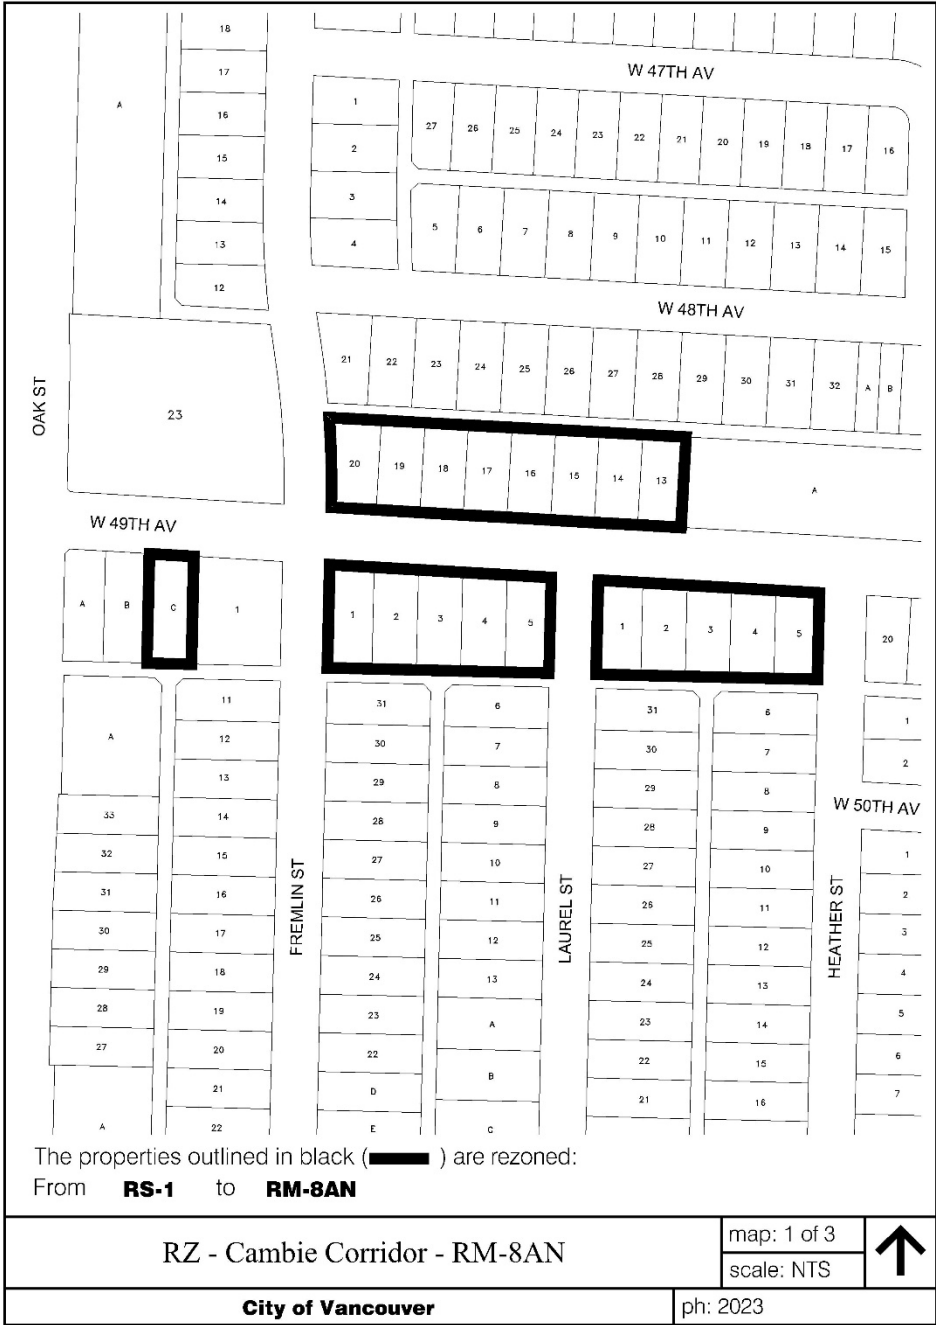 18
17
A
16
15
14
13
12
1
2
3
4
W 47TH AV
27 26 25 24 23 22 21 20 19 18 17 16
5 6 7 8 9 10 11 12 13 14 15
W 48TH AV
21 22 23 24 25 26 27 28 29 30 31 32 A B
OAK ST
23
20 19 18 17 16 15 14 13
A
W 49TH AV
A B C 1
1 2 3 4 5
1 2 3 4 5
20
A
33
32
31
30
29
28
27
A
11
12
13
14
15
16
17
18
19
20
21
22
FREMLIN ST
31
30
29
28
27
26
25
24
23
22
D
E
6
7
8
9
10
11
12
13
A
B
C
LAUREL ST
31
30
29
28
27
26
25
24
23
22
21
6
7
8
9
10
11
12
13
14
15
16
HEATHER ST
1
2
W 50TH AV
1
2
3
4
5
6
7
The properties outlined in black ( ) are rezoned:
From RS-1 to RM-8AN
RZ - Cambie Corridor - RM-8AN
map: 1 of 3
scale: NTS
City of Vancouver
ph: 2023